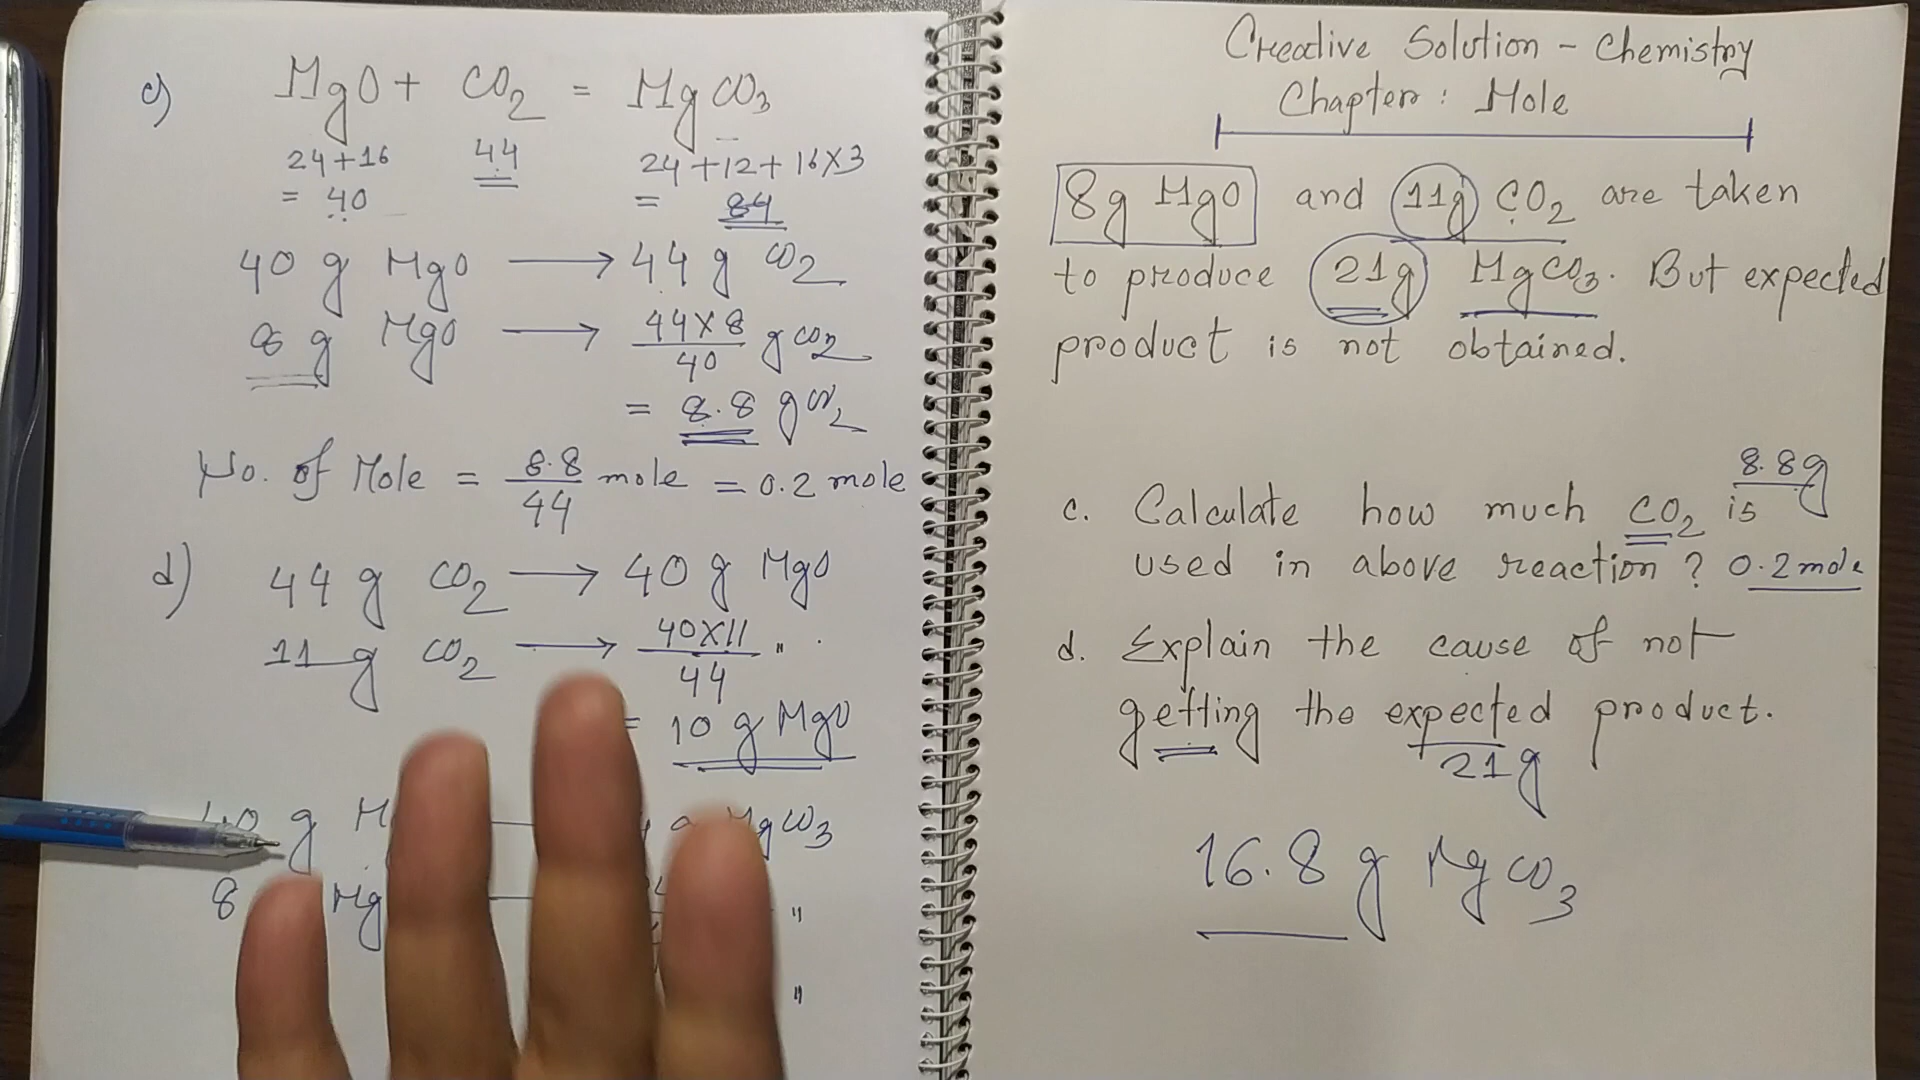 c) MgO + CO2 = MgCO3
24+16 44 24+12+16×3
= 40 = 84
40 g MgO → 44 g CO2
8 g MgO → 44×8/40 g CO2
= 8.8 g CO2
No. of Mole = 8.8/44 mole = 0.2 mole
d) 44 g CO2 → 40 g MgO
11 g CO2 → 40×11/44 "
= 10 g MgO
40 g MgCO3
8 Mg "
"
Creative Solution - Chemistry
Chapter: Mole
8g MgO and 11g CO2 are taken
to produce 21g MgCO3. But expected
product is not obtained.
8.8g
c. Calculate how much CO2 is
used in above reaction? 0.2 mole
d. Explain the cause of not
getting the expected product.
21g
16.8 g MgCO3